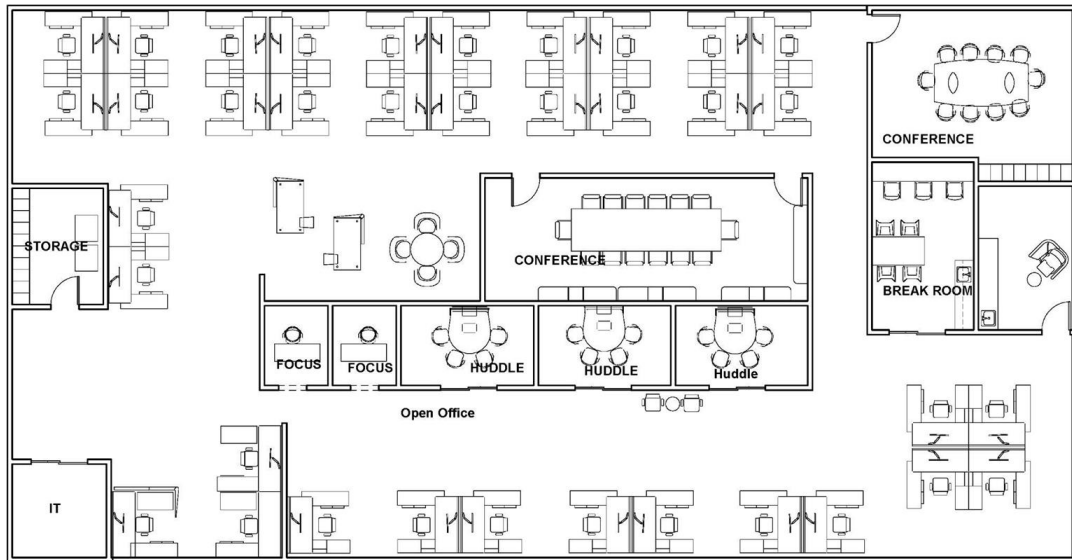 CONFERENCE
STORAGE
CONFERENCE
BREAK ROOM
FOCUS
FOCUS
HUDDLE
HUDDLE
Huddle
Open Office
IT